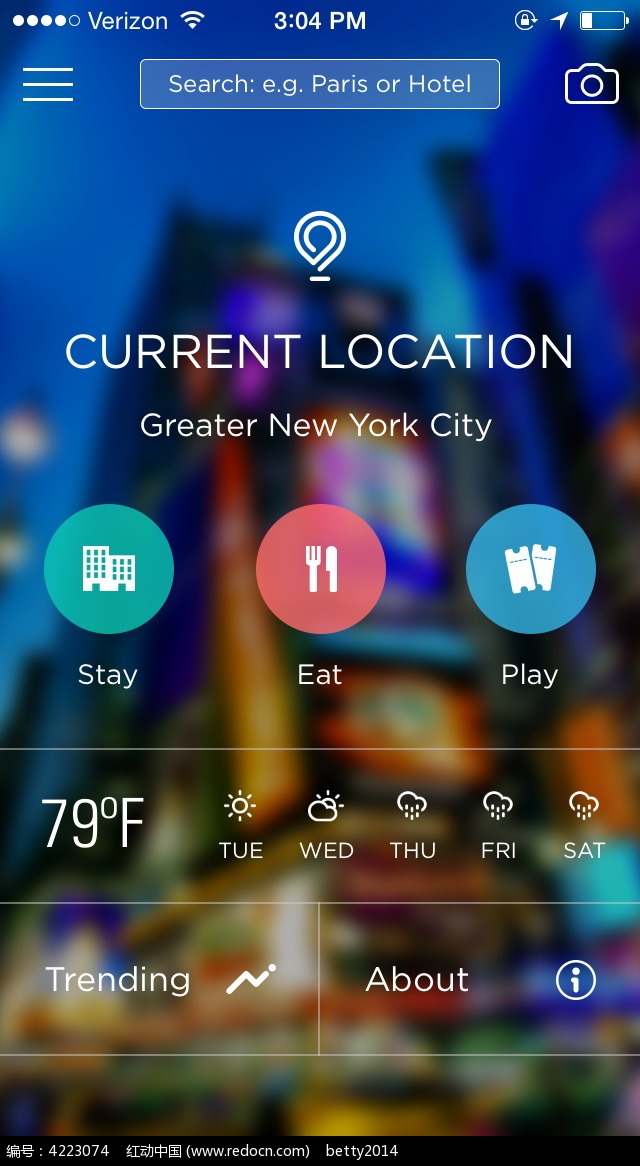 Verizon 3:04 PM
Search: e.g. Paris or Hotel
CURRENT LOCATION
Greater New York City
Stay Eat Play
79°F
TUE WED THU FRI SAT
Trending About
编号：4223074 红动中国 (www.redocn.com) betty2014